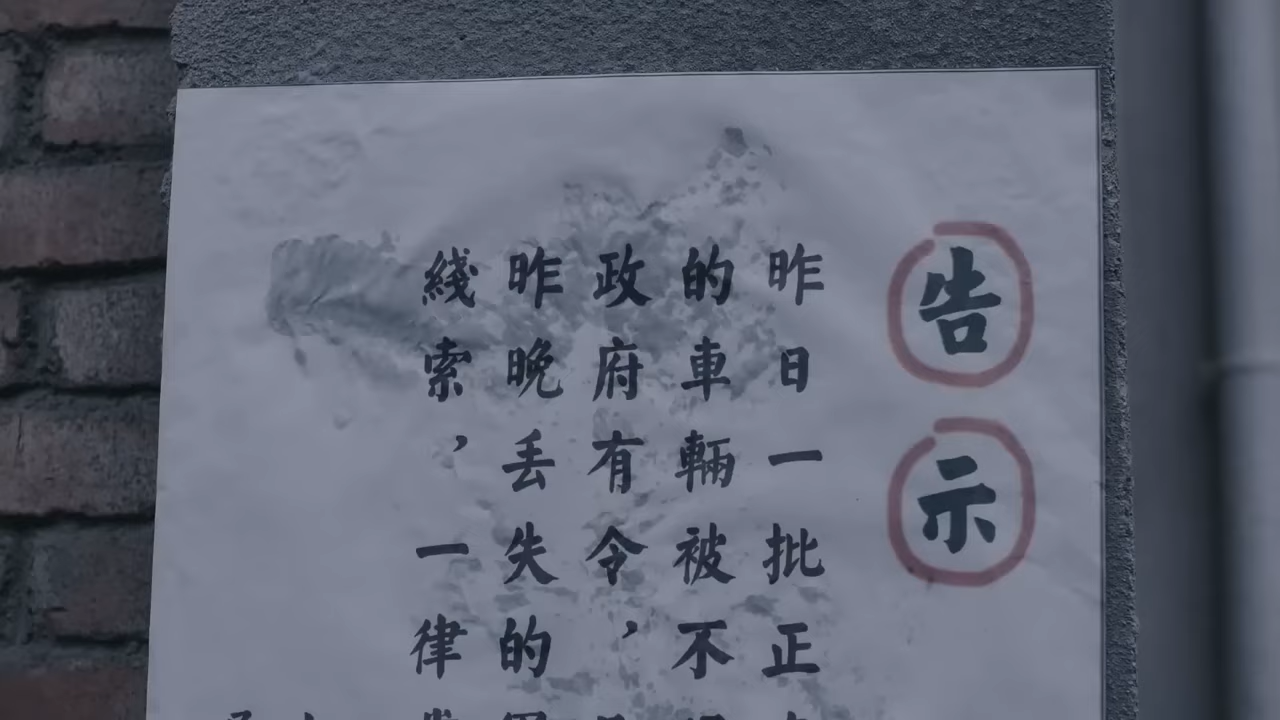 告示
昨日一批正
的車輛被不
政府有令，
昨晚丟失的
綫索，一律